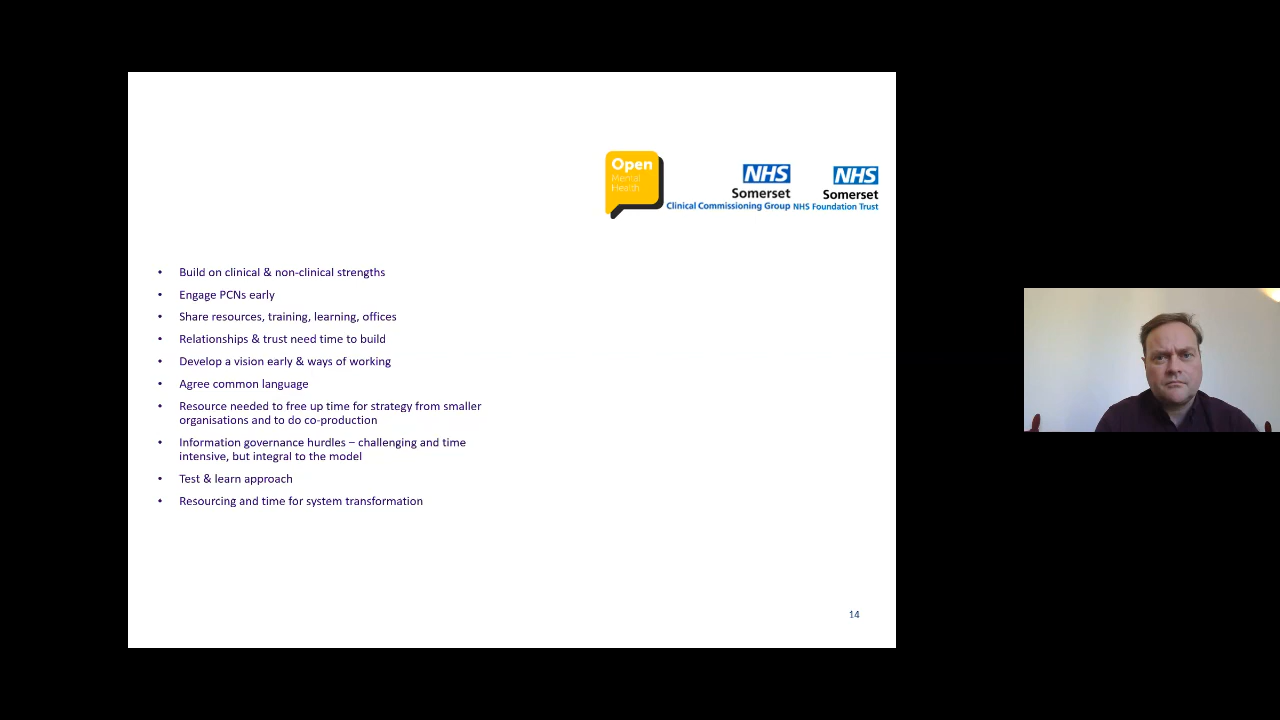 Open
Mental
Health
NHS
Somerset
Clinical Commissioning Group
NHS
Somerset
NHS Foundation Trust
• Build on clinical & non-clinical strengths
• Engage PCNs early
• Share resources, training, learning, offices
• Relationships & trust need time to build
• Develop a vision early & ways of working
• Agree common language
• Resource needed to free up time for strategy from smaller
organisations and to do co-production
• Information governance hurdles – challenging and time
intensive, but integral to the model
• Test & learn approach
• Resourcing and time for system transformation
14